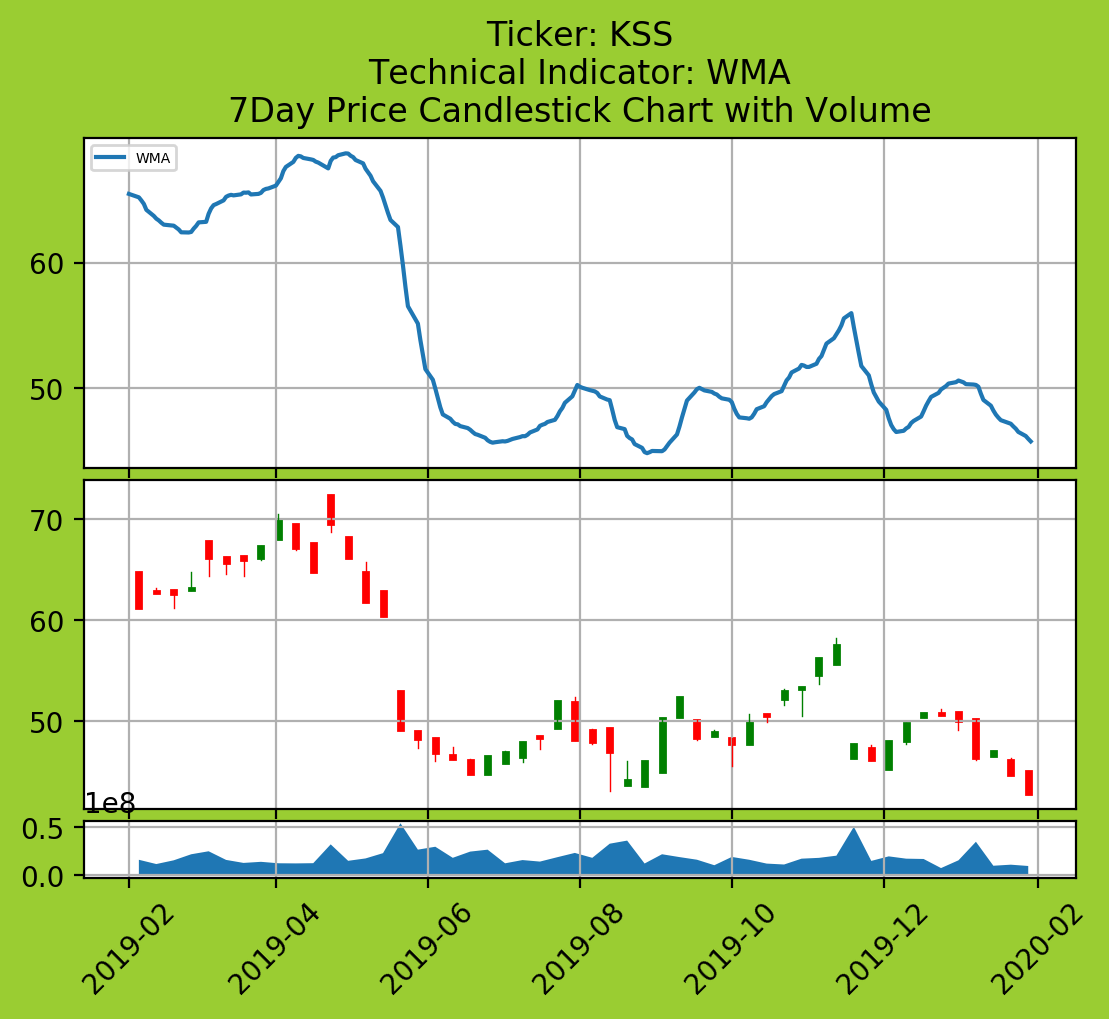 Ticker: KSS
Technical Indicator: WMA
7Day Price Candlestick Chart with Volume
WMA
60
50
70
60
50
1e8
0.5
0.0
2019-02
2019-04
2019-06
2019-08
2019-10
2019-12
2020-02